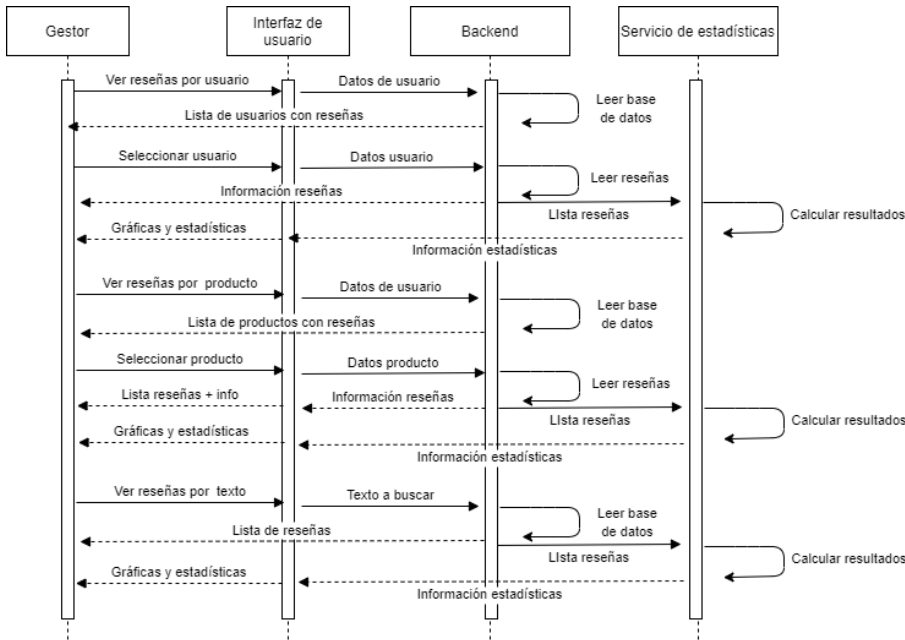 Gestor
Interfaz de
usuario
Backend
Servicio de estadísticas
Ver reseñas por usuario
Datos de usuario
Leer base
de datos
Lista de usuarios con reseñas
Seleccionar usuario
Datos usuario
Leer reseñas
Información reseñas
LIsta reseñas
Calcular resultados
Gráficas y estadísticas
Información estadísticas
Ver reseñas por producto
Datos de usuario
Leer base
de datos
Lista de productos con reseñas
Seleccionar producto
Datos producto
Leer reseñas
Lista reseñas + info
Información reseñas
LIsta reseñas
Calcular resultados
Gráficas y estadísticas
Información estadísticas
Ver reseñas por texto
Texto a buscar
Leer base
de datos
Lista de reseñas
LIsta reseñas
Calcular resultados
Gráficas y estadísticas
Información estadísticas